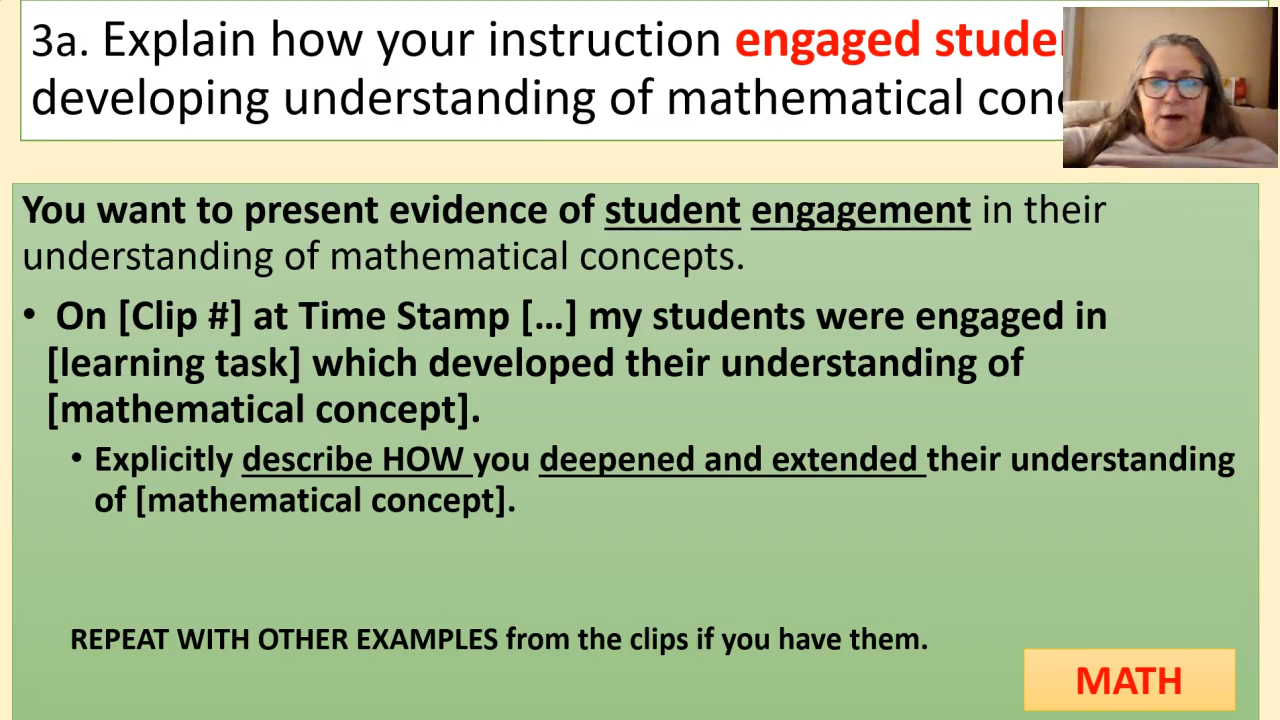 3a. Explain how your instruction engaged
developing understanding of mathematical
You want to present evidence of student engagement in their
understanding of mathematical concepts.
• On [Clip #] at Time Stamp […] my students were engaged in
[learning task] which developed their understanding of
[mathematical concept].
• Explicitly describe HOW you deepened and extended their understanding
of [mathematical concept].
REPEAT WITH OTHER EXAMPLES from the clips if you have them.
MATH